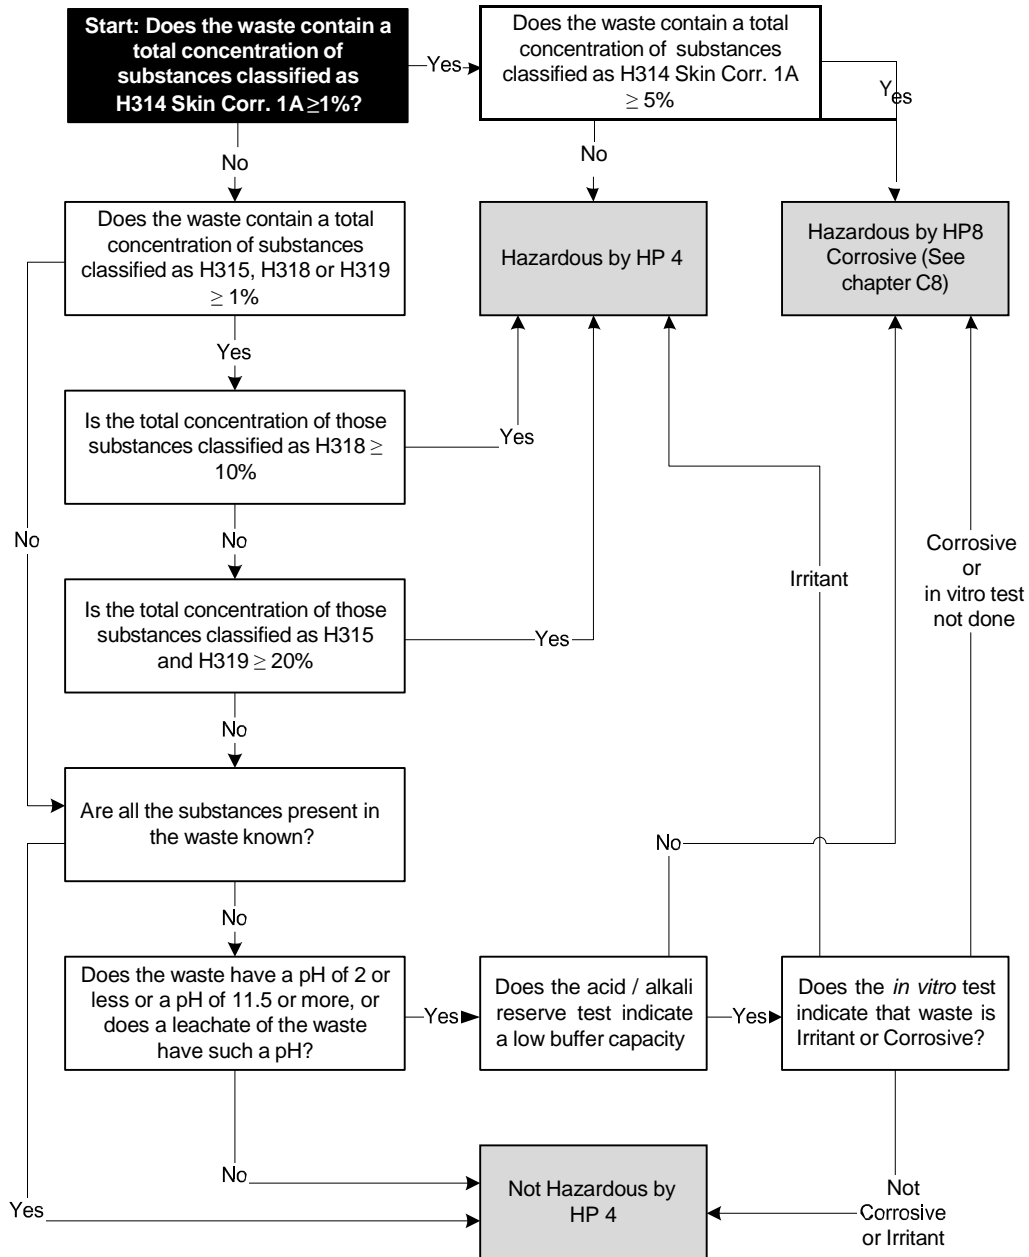 Start: Does the waste contain a
total concentration of
substances classified as
H314 Skin Corr. 1A ≥1%?
Yes
Does the waste contain a total
concentration of substances
classified as H314 Skin Corr. 1A
≥ 5%
Yes
No
No
Does the waste contain a total
concentration of substances
classified as H315, H318 or H319
≥ 1%
Hazardous by HP 4
Hazardous by HP8
Corrosive (See
chapter C8)
Yes
Is the total concentration of those
substances classified as H318 ≥
10%
Yes
No
No
Corrosive
or
in vitro test
not done
Irritant
Is the total concentration of those
substances classified as H315
and H319 ≥ 20%
Yes
No
Are all the substances present in
the waste known?
No
No
Does the waste have a pH of 2 or
less or a pH of 11.5 or more, or
does a leachate of the waste
have such a pH?
Yes
Does the acid / alkali
reserve test indicate
a low buffer capacity
Yes
Does the in vitro test
indicate that waste is
Irritant or Corrosive?
No
Yes
Not Hazardous by
HP 4
Not
Corrosive
or Irritant